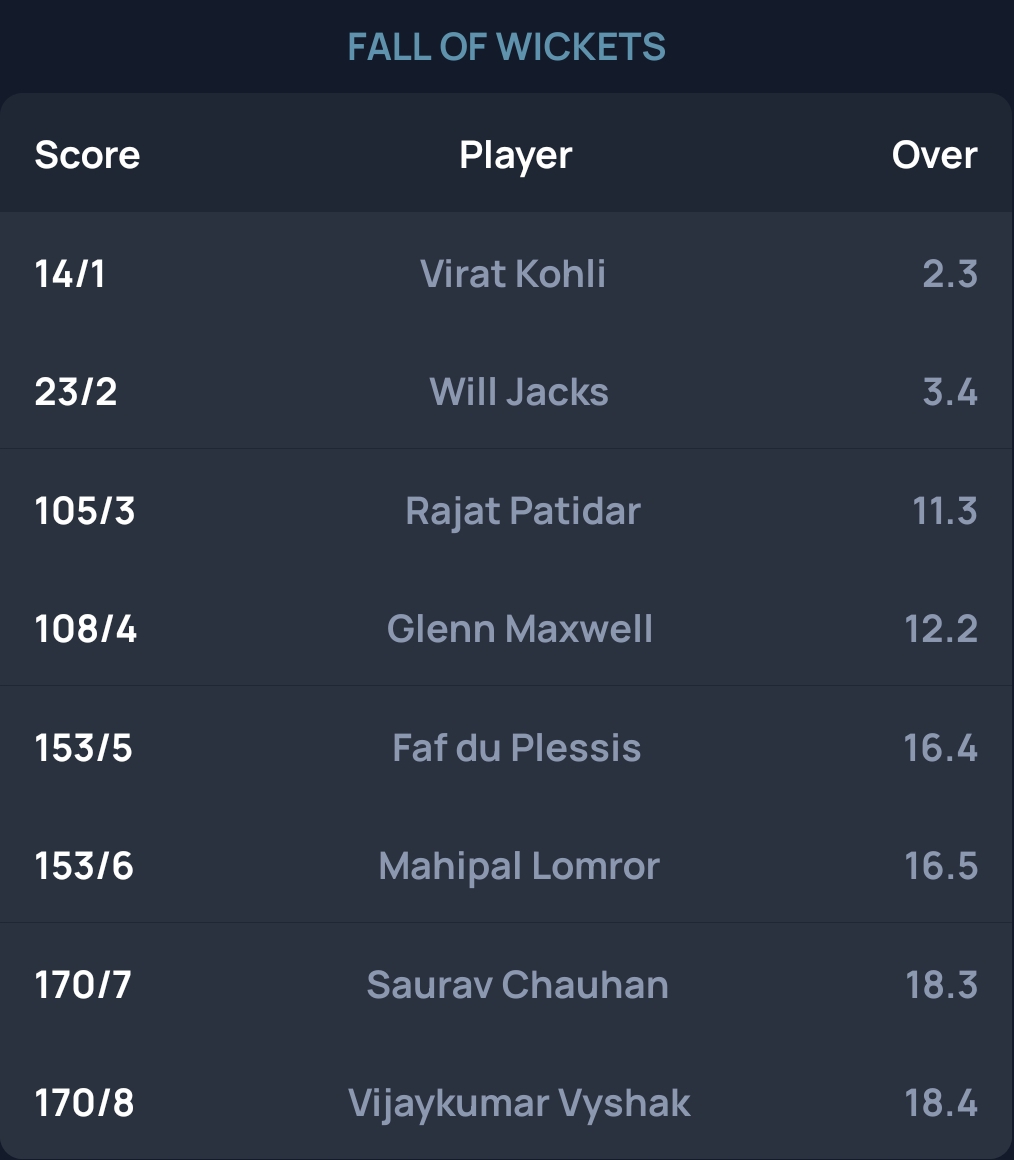 FALL OF WICKETS
Score Player Over
14/1 Virat Kohli 2.3
23/2 Will Jacks 3.4
105/3 Rajat Patidar 11.3
108/4 Glenn Maxwell 12.2
153/5 Faf du Plessis 16.4
153/6 Mahipal Lomror 16.5
170/7 Saurav Chauhan 18.3
170/8 Vijaykumar Vyshak 18.4